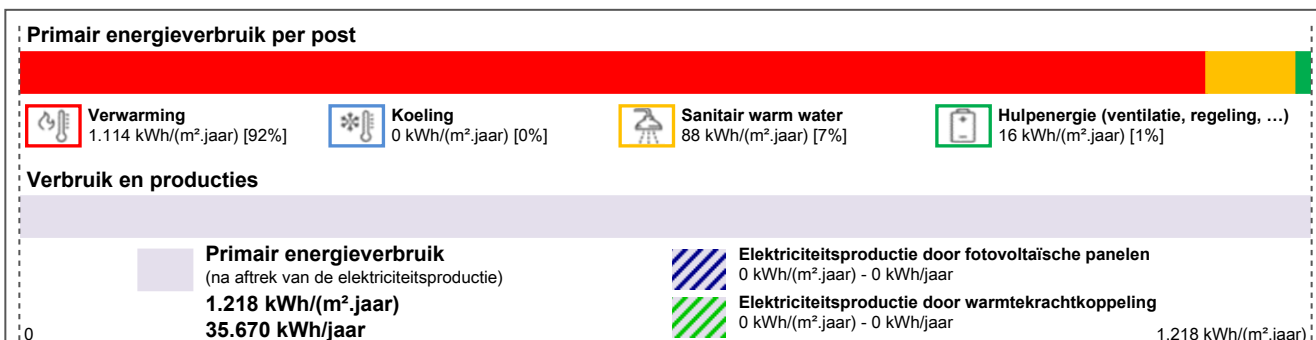 Primair energieverbruik per post
Verwarming
1.114 kWh/(m².jaar) [92%]
Koeling
0 kWh/(m².jaar) [0%]
Sanitair warm water
88 kWh/(m².jaar) [7%]
Hulpenergie (ventilatie, regeling, …)
16 kWh/(m².jaar) [1%]
Verbruik en producties
Primair energieverbruik
(na aftrek van de elektriciteitsproductie)
1.218 kWh/(m².jaar)
35.670 kWh/jaar
Elektriciteitsproductie door fotovoltaïsche panelen
0 kWh/(m².jaar) - 0 kWh/jaar
Elektriciteitsproductie door warmtekrachtkoppeling
0 kWh/(m².jaar) - 0 kWh/jaar
0
1.218 kWh/(m².jaar)